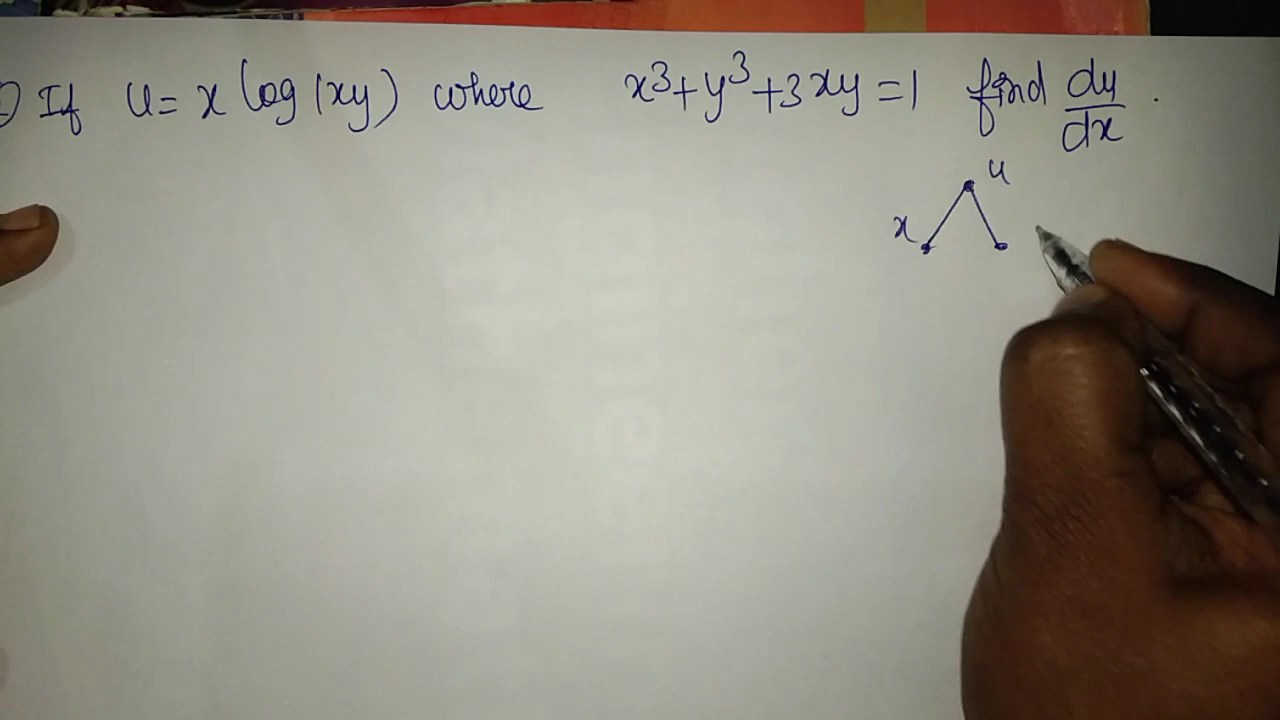 If u = x log(xy) where x³+y³+3xy=1 find dy/dx .
u
x